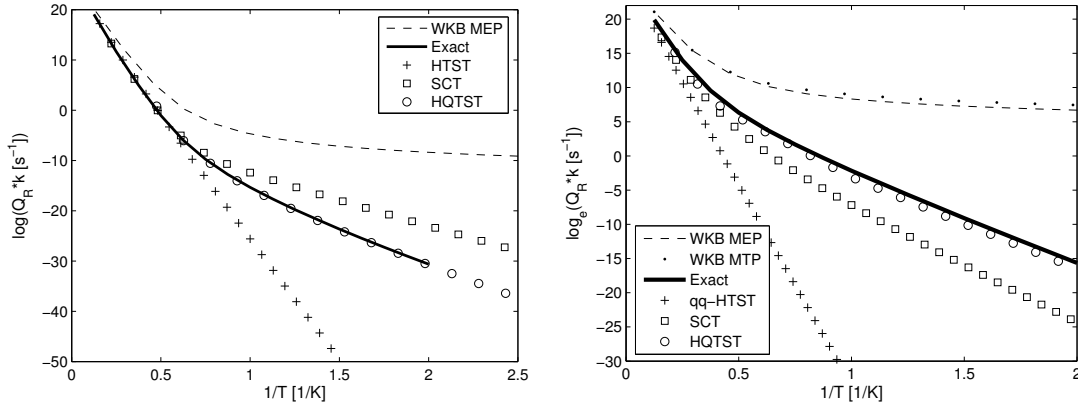 20
10
0
−10
−20
−30
−40
−50
0
0.5
1
1.5
2
2.5
1/T [1/K]
log(Q_R*k [s^{-1}])
WKB MEP
Exact
HTST
SCT
HQTST
20
15
10
5
0
−5
−10
−15
−20
−25
−30
0
0.5
1
1.5
2
1/T [1/K]
log_e(Q_R*k [s^{-1}])
WKB MEP
WKB MTP
Exact
qq-HTST
SCT
HQTST